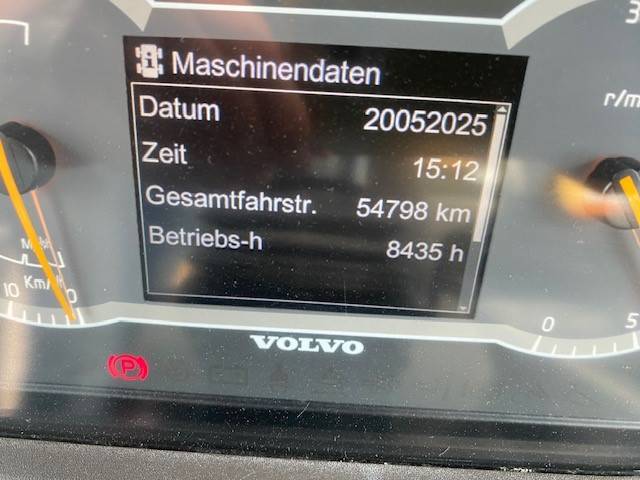 Maschinendaten
Datum 20052025
Zeit 15:12
Gesamtfahrstr. 54798 km
Betriebs-h 8435 h
r/m
10 Km/h 0
0 5
VOLVO
P